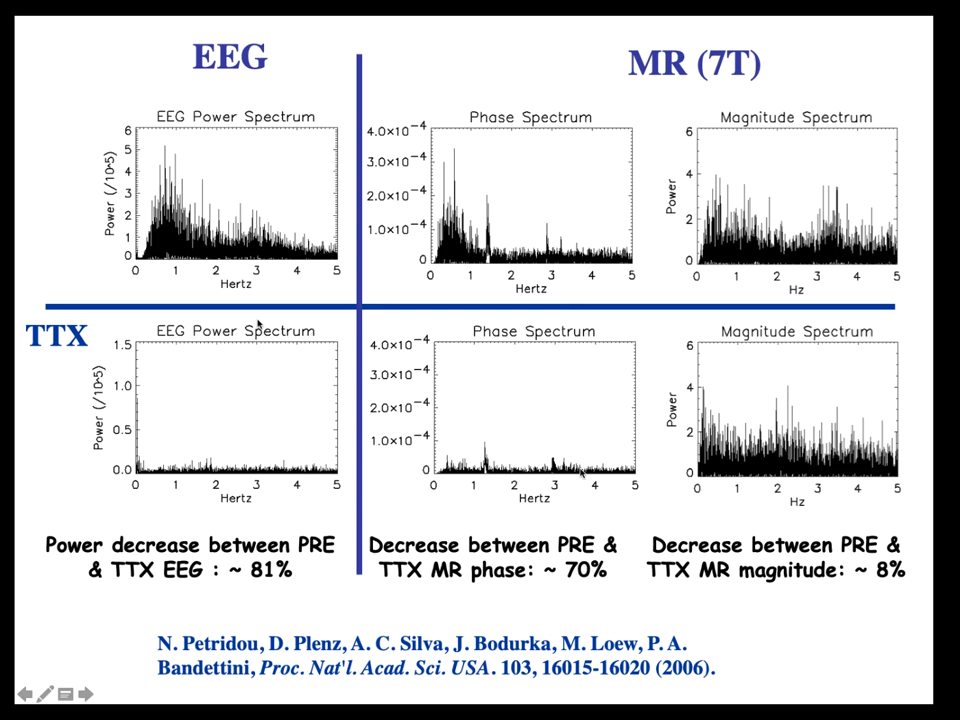 EEG
MR (7T)
EEG Power Spectrum
Power (/10^5)
6
5
4
3
2
1
0
0 1 2 3 4 5
Hertz
Phase Spectrum
4.0×10⁻⁴
3.0×10⁻⁴
2.0×10⁻⁴
1.0×10⁻⁴
0
0 1 2 3 4 5
Hertz
Magnitude Spectrum
Power
6
4
2
0
0 1 2 3 4 5
Hz
TTX
EEG Power Spectrum
Power (/10^5)
1.5
1.0
0.5
0.0
0 1 2 3 4 5
Hertz
Phase Spectrum
4.0×10⁻⁴
3.0×10⁻⁴
2.0×10⁻⁴
1.0×10⁻⁴
0
0 1 2 3 4 5
Hertz
Magnitude Spectrum
Power
6
4
2
0
0 1 2 3 4 5
Hz
Power decrease between PRE
& TTX EEG : ~ 81%
Decrease between PRE &
TTX MR phase: ~ 70%
Decrease between PRE &
TTX MR magnitude: ~ 8%
N. Petridou, D. Plenz, A. C. Silva, J. Bodurka, M. Loew, P. A.
Bandettini, Proc. Nat'l. Acad. Sci. USA. 103, 16015-16020 (2006).